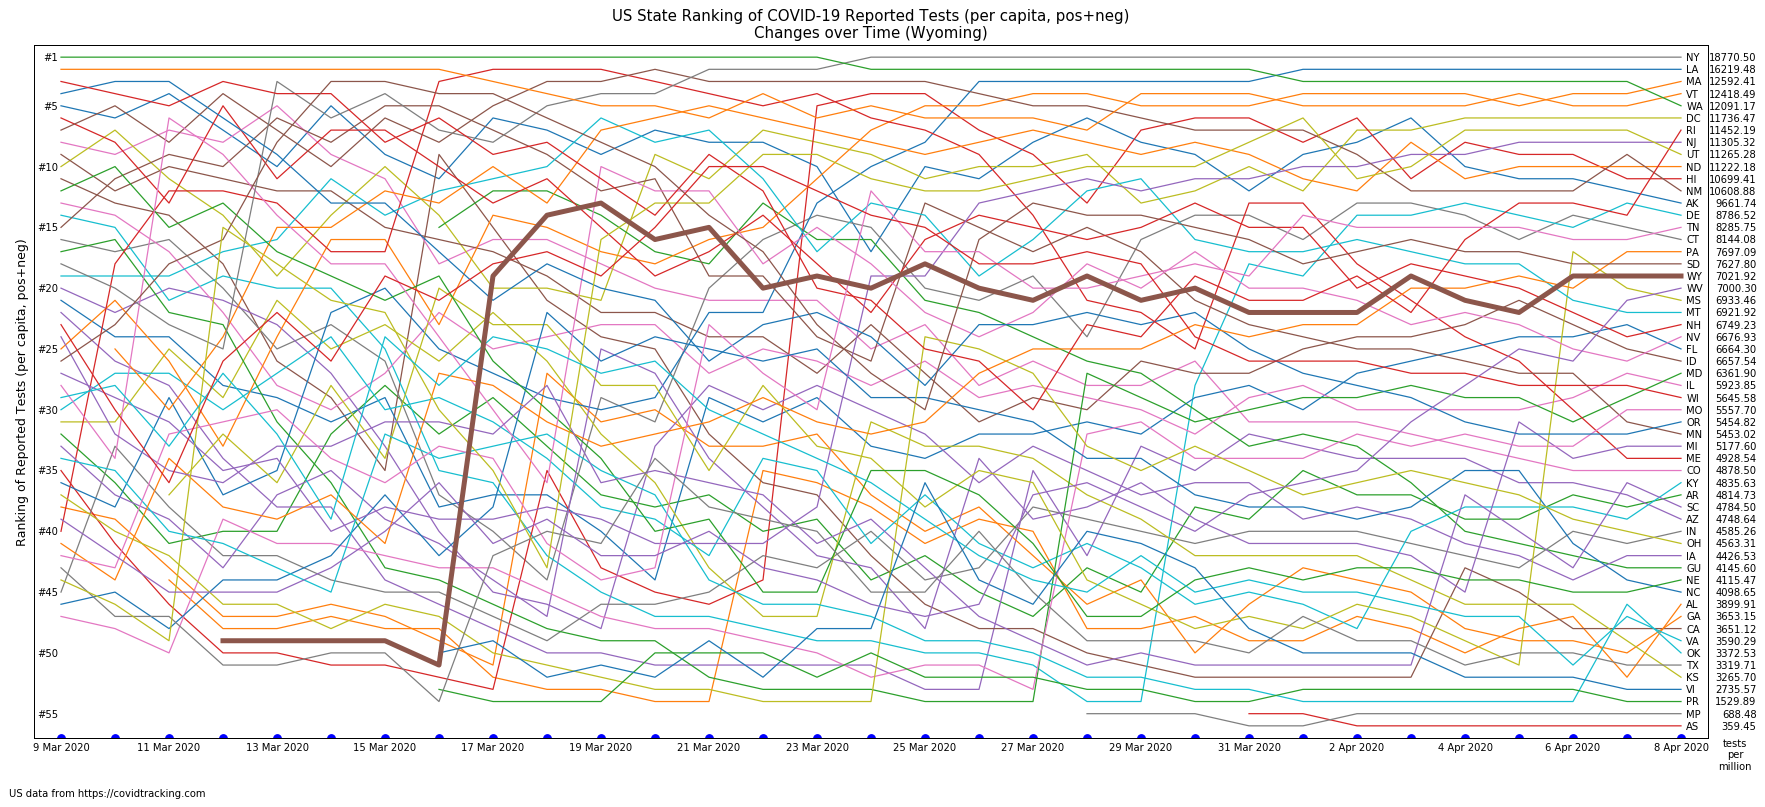 US State Ranking of COVID-19 Reported Tests (per capita, pos+neg)
Changes over Time (Wyoming)
Ranking of Reported Tests (per capita, pos+neg)
#1
#5
#10
#15
#20
#25
#30
#35
#40
#45
#50
#55
NY 18770.50
LA 16219.48
MA 12592.41
VT 12418.49
WA 12091.17
DC 11736.47
RI 11452.19
NJ 11305.32
UT 11265.28
ND 11222.18
HI 10699.41
NM 10608.88
AK 9661.74
DE 8786.52
TN 8285.75
CT 8144.08
PA 7697.09
SD 7627.80
WY 7021.92
WV 7000.30
MS 6933.46
MT 6921.92
NH 6749.23
NV 6676.93
FL 6664.30
ID 6657.54
MD 6361.90
IL 5923.85
WI 5645.58
MO 5557.70
OR 5454.82
MN 5453.02
MI 5177.60
ME 4928.54
CO 4878.50
KY 4835.63
AR 4814.73
SC 4784.50
AZ 4748.64
IN 4585.26
OH 4563.31
IA 4426.53
GU 4145.60
NE 4115.47
NC 4098.65
AL 3899.91
GA 3653.15
CA 3651.12
VA 3590.29
OK 3372.53
TX 3319.71
KS 3265.70
VI 2735.57
PR 1529.89
MP 688.48
AS 359.45
9 Mar 2020 11 Mar 2020 13 Mar 2020 15 Mar 2020 17 Mar 2020 19 Mar 2020 21 Mar 2020 23 Mar 2020 25 Mar 2020 27 Mar 2020 29 Mar 2020 31 Mar 2020 2 Apr 2020 4 Apr 2020 6 Apr 2020 8 Apr 2020
tests
per
million
US data from https://covidtracking.com